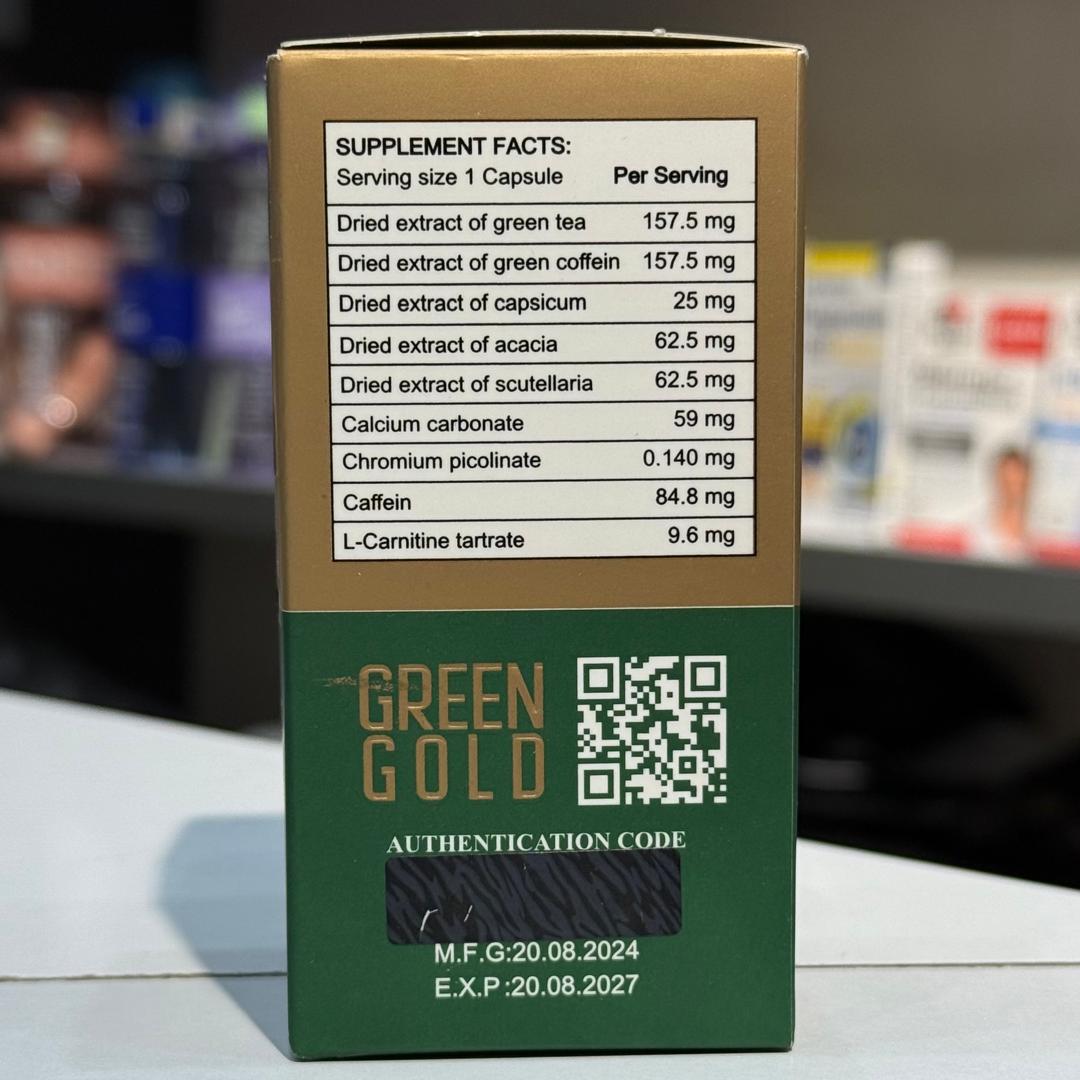 SUPPLEMENT FACTS:
Serving size 1 Capsule Per Serving
Dried extract of green tea 157.5 mg
Dried extract of green coffein 157.5 mg
Dried extract of capsicum 25 mg
Dried extract of acacia 62.5 mg
Dried extract of scutellaria 62.5 mg
Calcium carbonate 59 mg
Chromium picolinate 0.140 mg
Caffein 84.8 mg
L-Carnitine tartrate 9.6 mg
GREEN
GOLD
AUTHENTICATION CODE
M.F.G:20.08.2024
E.X.P:20.08.2027